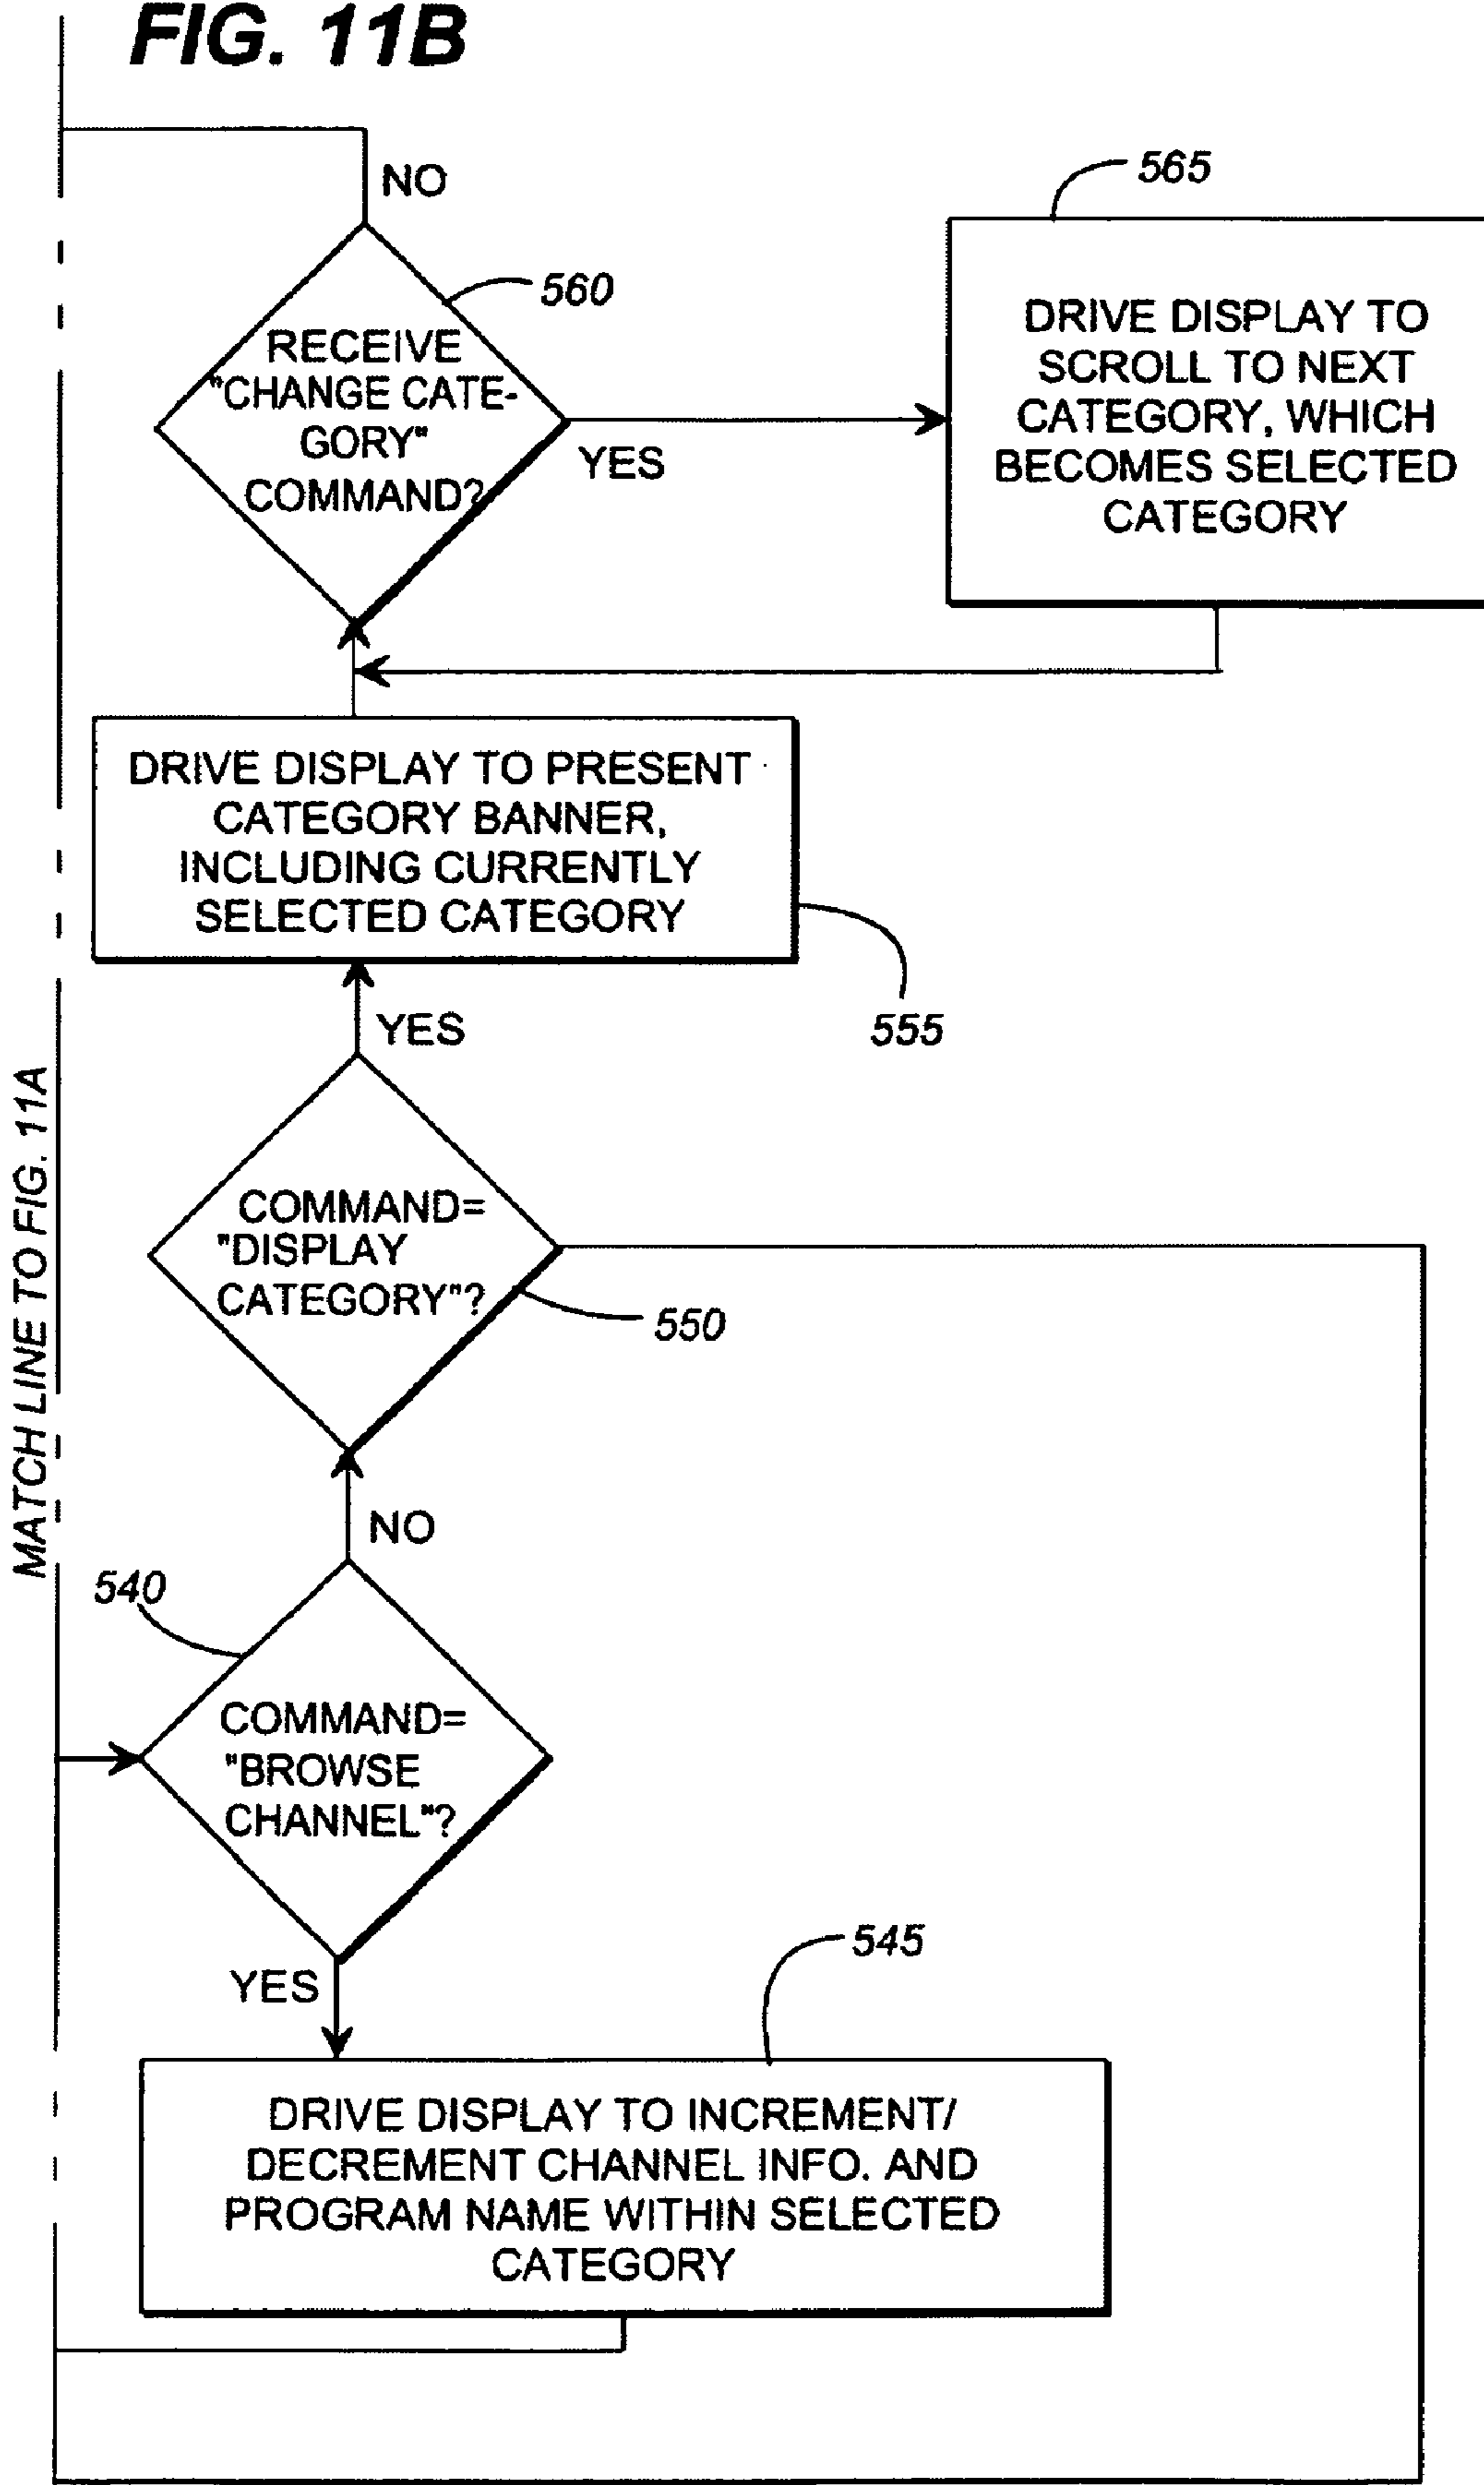 FIG. 11B
NO
565
560
RECEIVE
"CHANGE CATE-
GORY"
COMMAND?
YES
DRIVE DISPLAY TO
SCROLL TO NEXT
CATEGORY, WHICH
BECOMES SELECTED
CATEGORY
DRIVE DISPLAY TO PRESENT
CATEGORY BANNER,
INCLUDING CURRENTLY
SELECTED CATEGORY
555
YES
MATCH LINE TO FIG. 11A
COMMAND=
"DISPLAY
CATEGORY"?
550
NO
540
COMMAND=
"BROWSE
CHANNEL"?
YES
545
DRIVE DISPLAY TO INCREMENT/
DECREMENT CHANNEL INFO. AND
PROGRAM NAME WITHIN SELECTED
CATEGORY